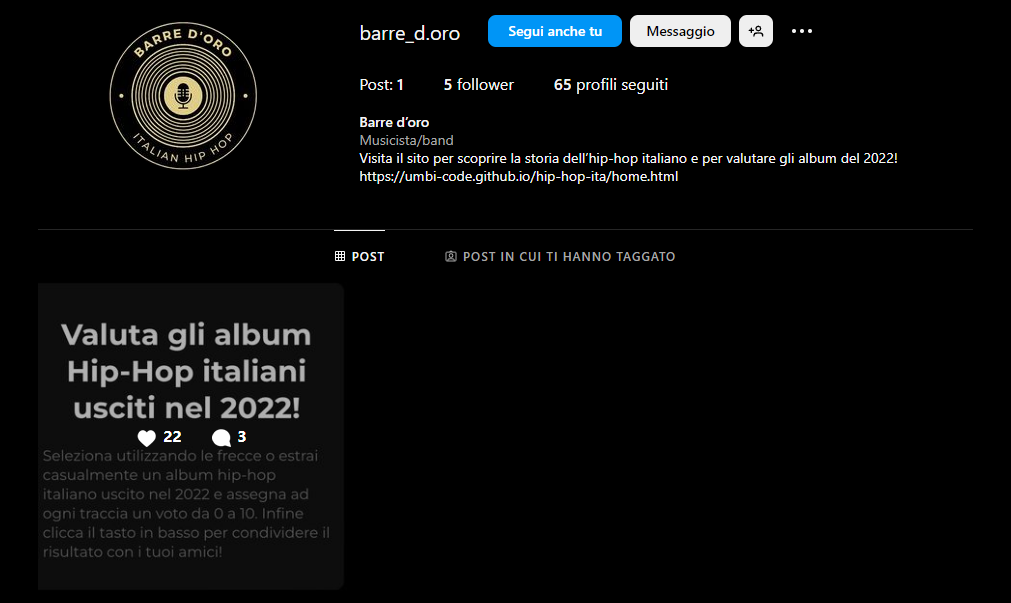 BARRE D'ORO
ITALIAN HIP HOP
barre_d.oro Segui anche tu Messaggio
Post: 1 5 follower 65 profili seguiti
Barre d’oro
Musicista/band
Visita il sito per scoprire la storia dell’hip-hop italiano e per valutare gli album del 2022!
https://umbi-code.github.io/hip-hop-ita/home.html
POST POST IN CUI TI HANNO TAGGATO
Valuta gli album
Hip-Hop italiani
usciti nel 2022!
22 3
Seleziona utilizzando le frecce o estrai
casualmente un album hip-hop
italiano uscito nel 2022 e assegna ad
ogni traccia un voto da 0 a 10. Infine
clicca il tasto in basso per condividere il
risultato con i tuoi amici!